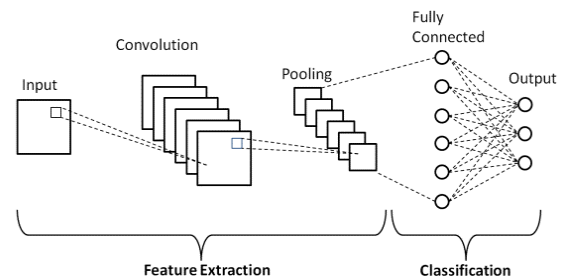 Input
Convolution
Pooling
Fully
Connected
Output
Feature Extraction
Classification